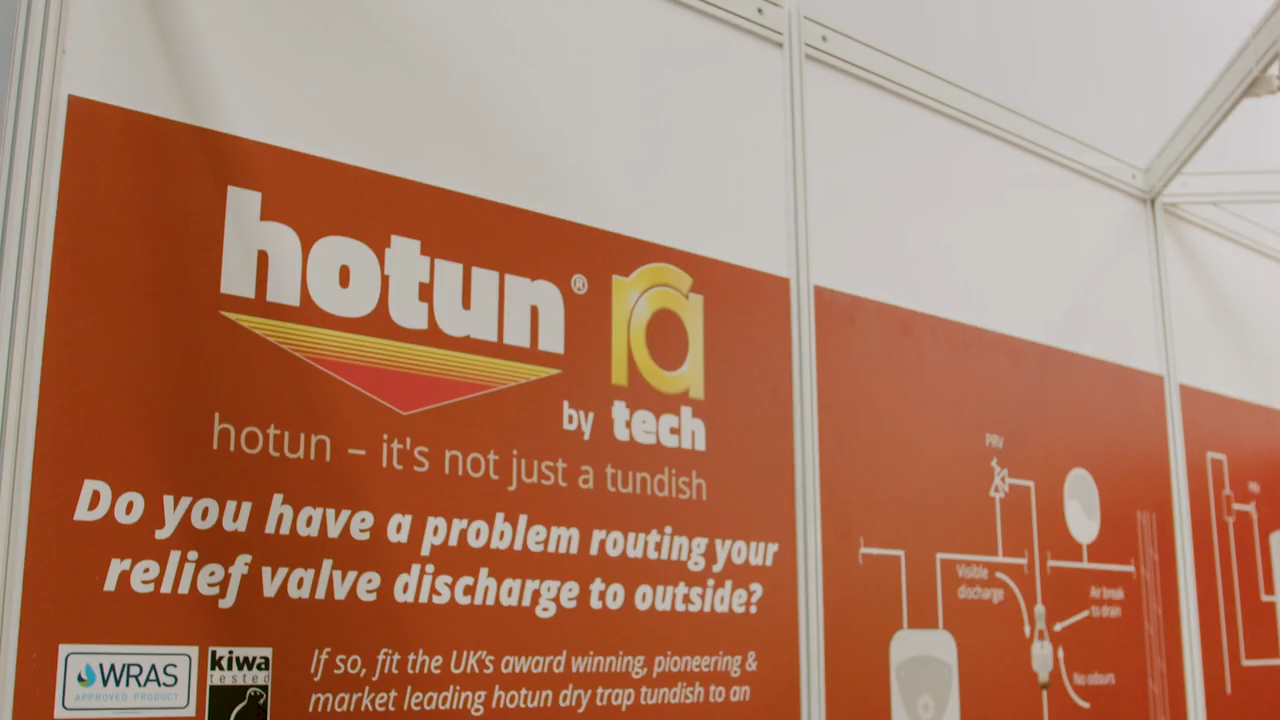 hotun®
ra
by tech
hotun – it's not just a tundish
Do you have a problem routing your
relief valve discharge to outside?
WRAS
APPROVED PRODUCT
kiwa
tested
If so, fit the UK's award winning, pioneering &
market leading hotun dry trap tundish to an
PRV
Visible
discharge
Air break
to drain
No odours